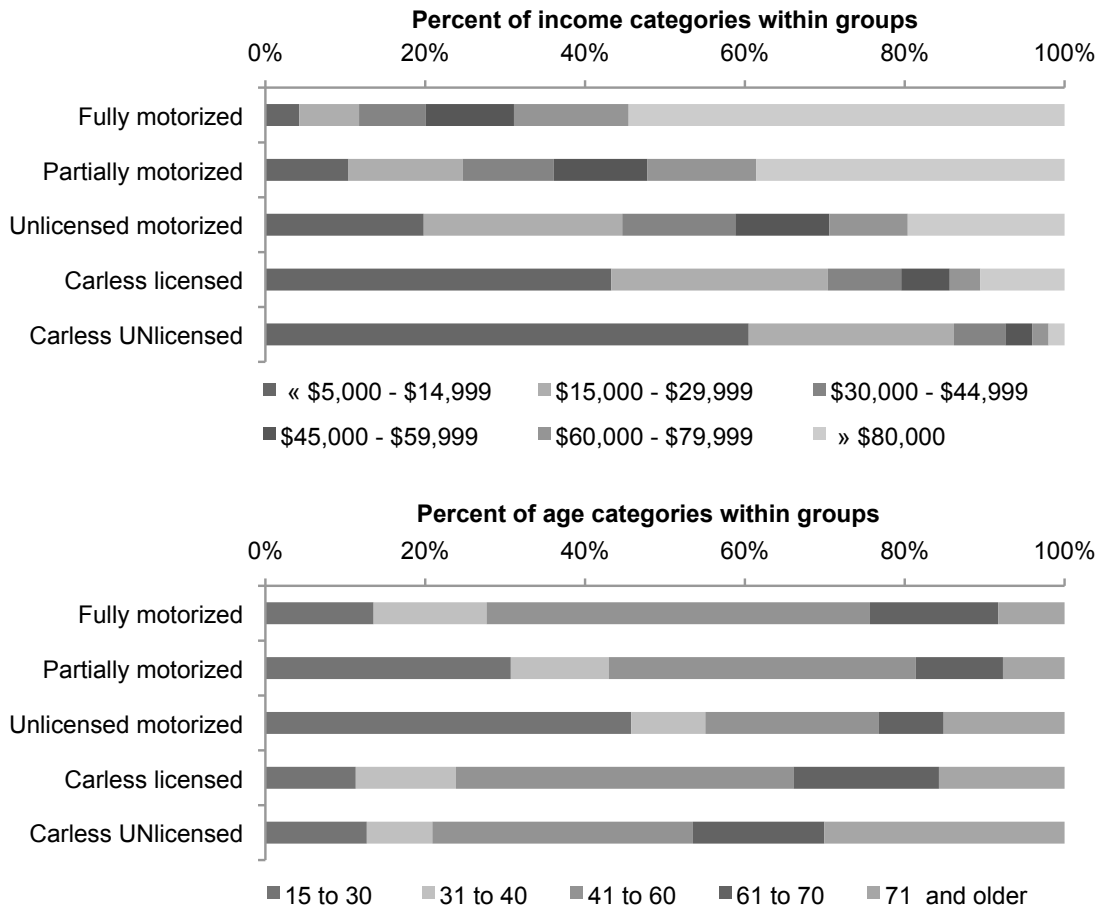 Percent of income categories within groups
0% 20% 40% 60% 80% 100%
Fully motorized
Partially motorized
Unlicensed motorized
Carless licensed
Carless UNlicensed
« $5,000 - $14,999 $15,000 - $29,999 $30,000 - $44,999
$45,000 - $59,999 $60,000 - $79,999 » $80,000
Percent of age categories within groups
0% 20% 40% 60% 80% 100%
Fully motorized
Partially motorized
Unlicensed motorized
Carless licensed
Carless UNlicensed
15 to 30 31 to 40 41 to 60 61 to 70 71 and older